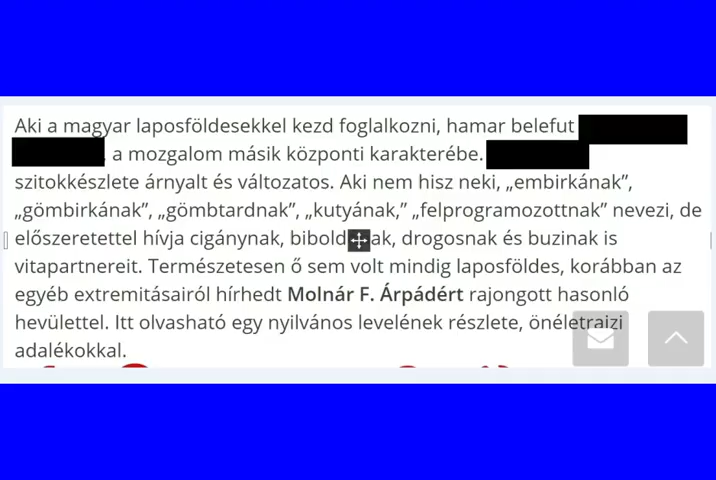 Aki a magyar laposföldesekkel kezd foglalkozni, hamar belefut
, a mozgalom másik központi karakterébe.
szitokkészlete árnyalt és változatos. Aki nem hisz neki, „embirkának”,
„gömbirkának”, „gömbtardnak”, „kutyának,” „felprogramozottnak” nevezi, de
előszeretettel hívja cigánynak, drogosnak és buzinak is
vitapartnereit. Természetesen ő sem volt mindig laposföldes, korábban az
egyéb extremitásairól hírhedt Molnár F. Árpádért rajongott hasonló
hevülettel. Itt olvasható egy nyilvános levelének részlete, önéletrajzi
adalékokkal.